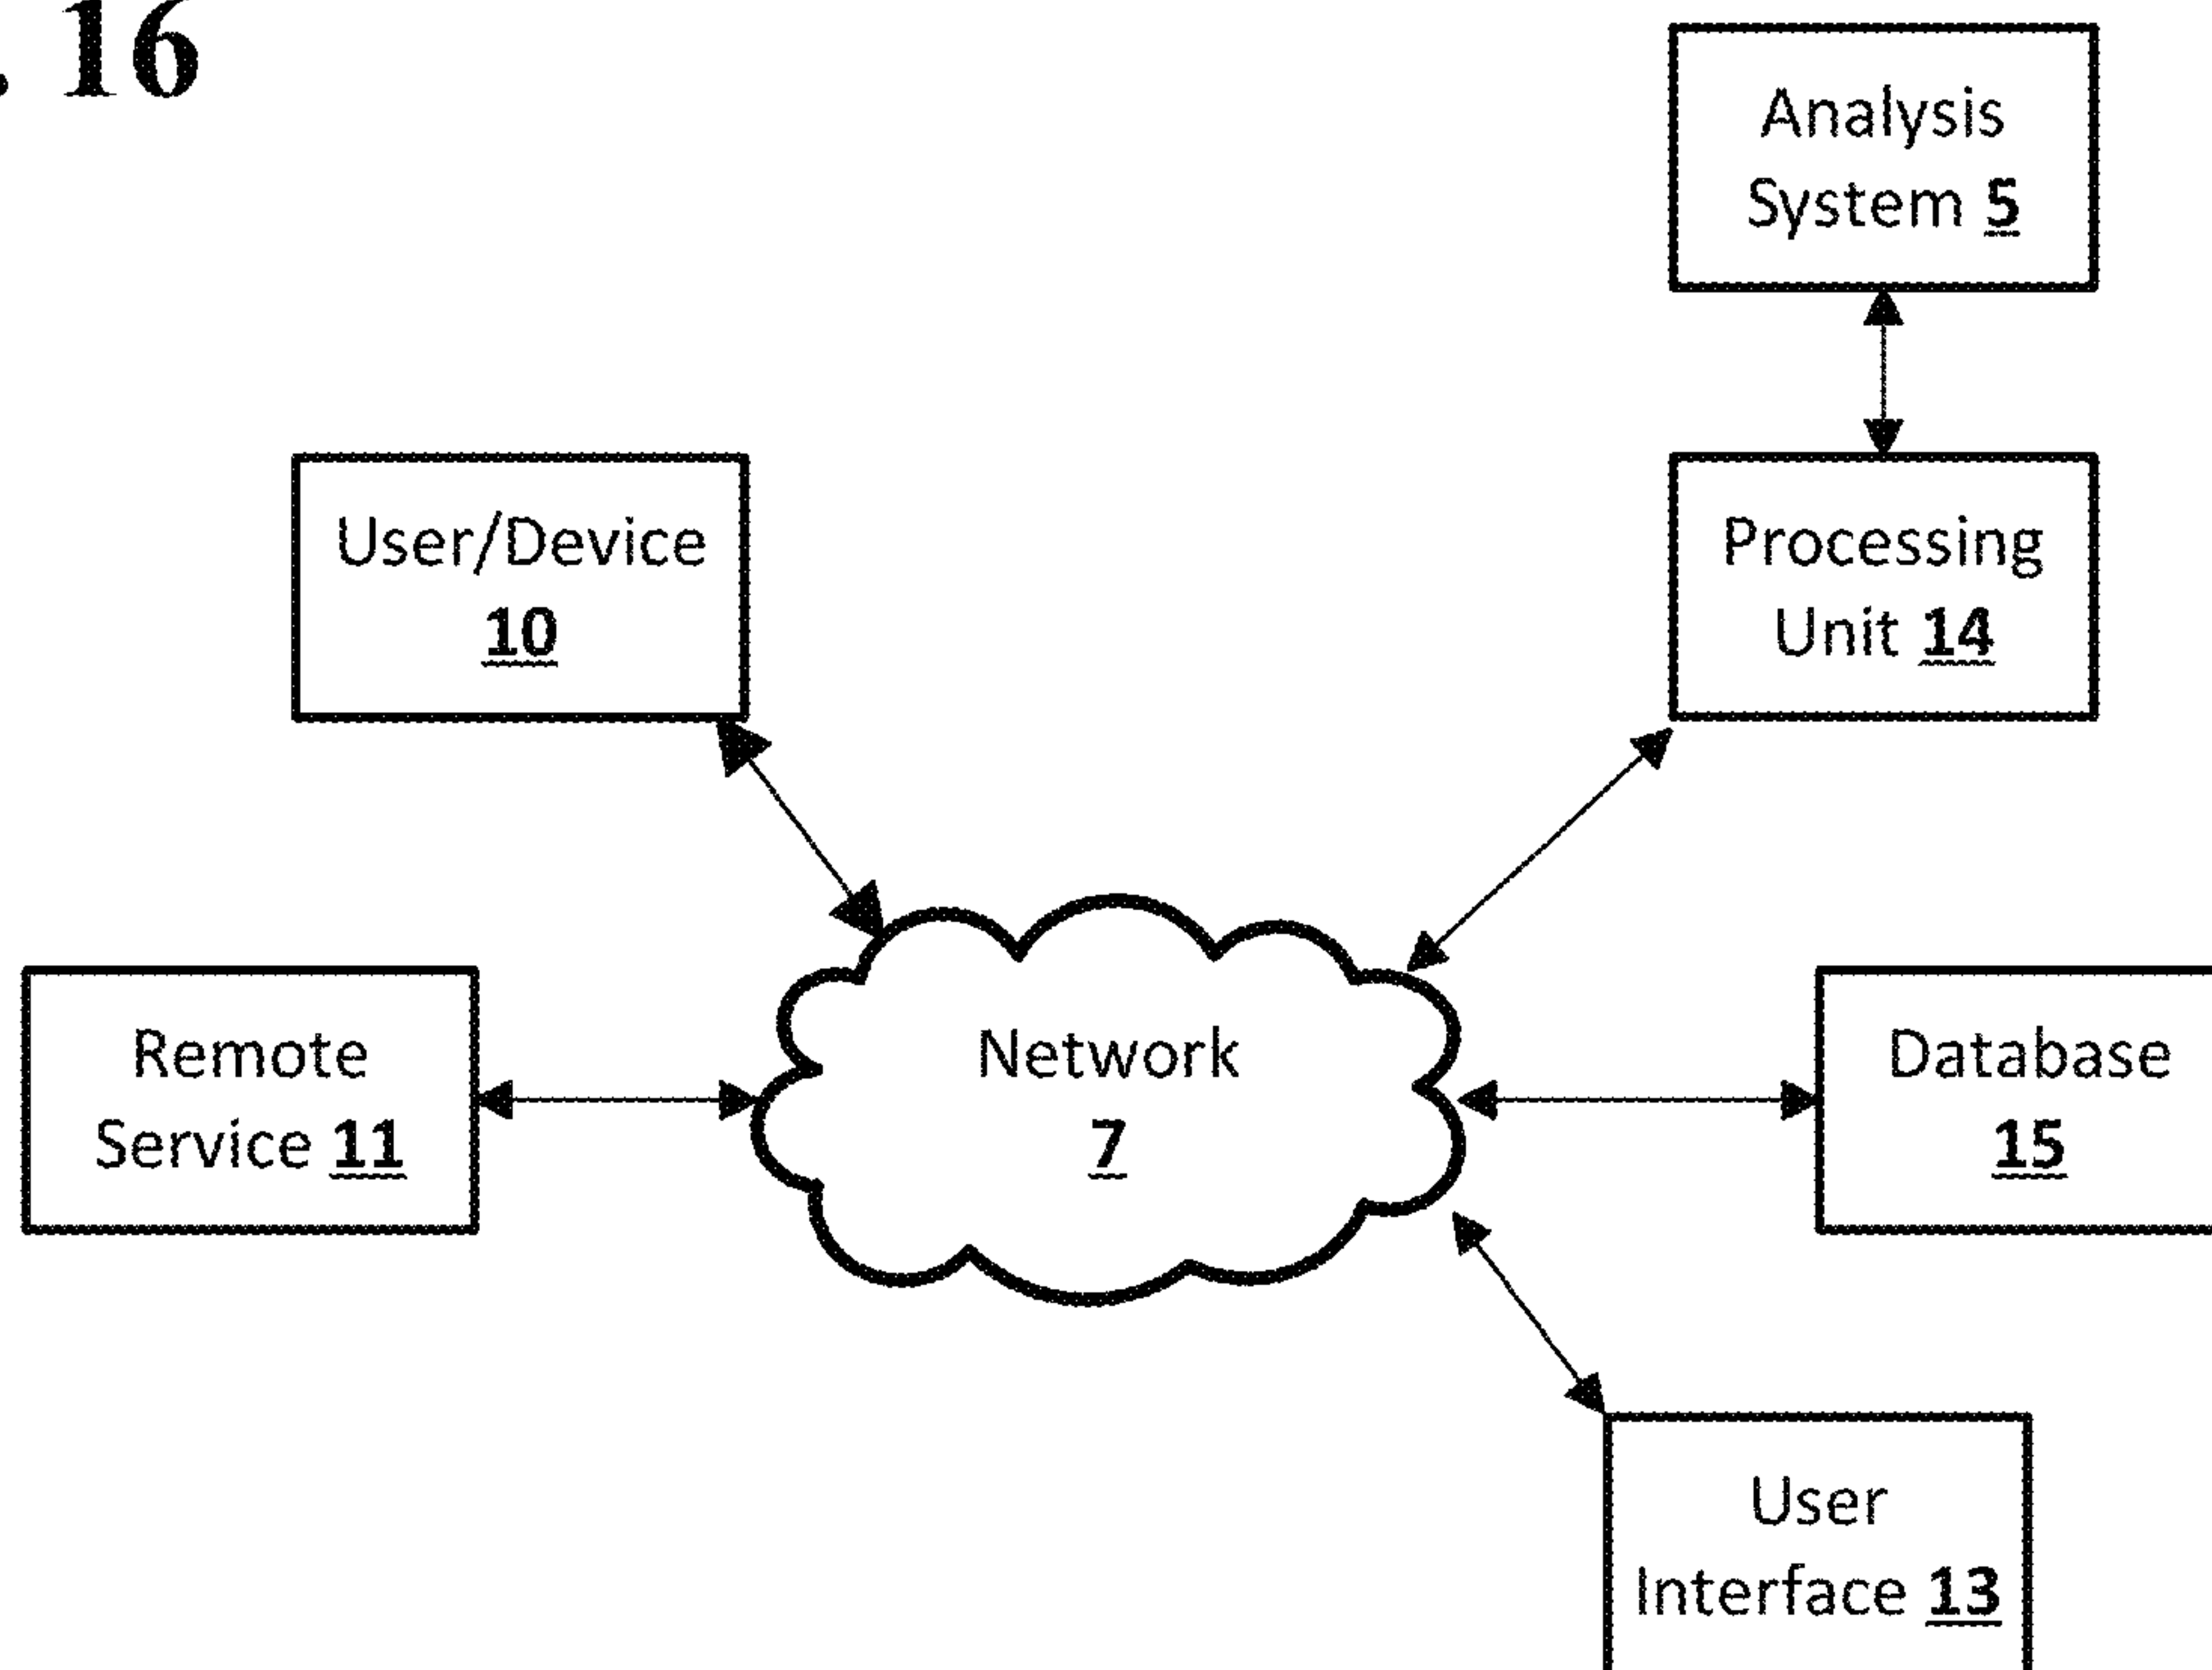 . 16
Analysis
System 5
User/Device
10
Processing
Unit 14
Remote
Service 11
Network
7
Database
15
User
Interface 13